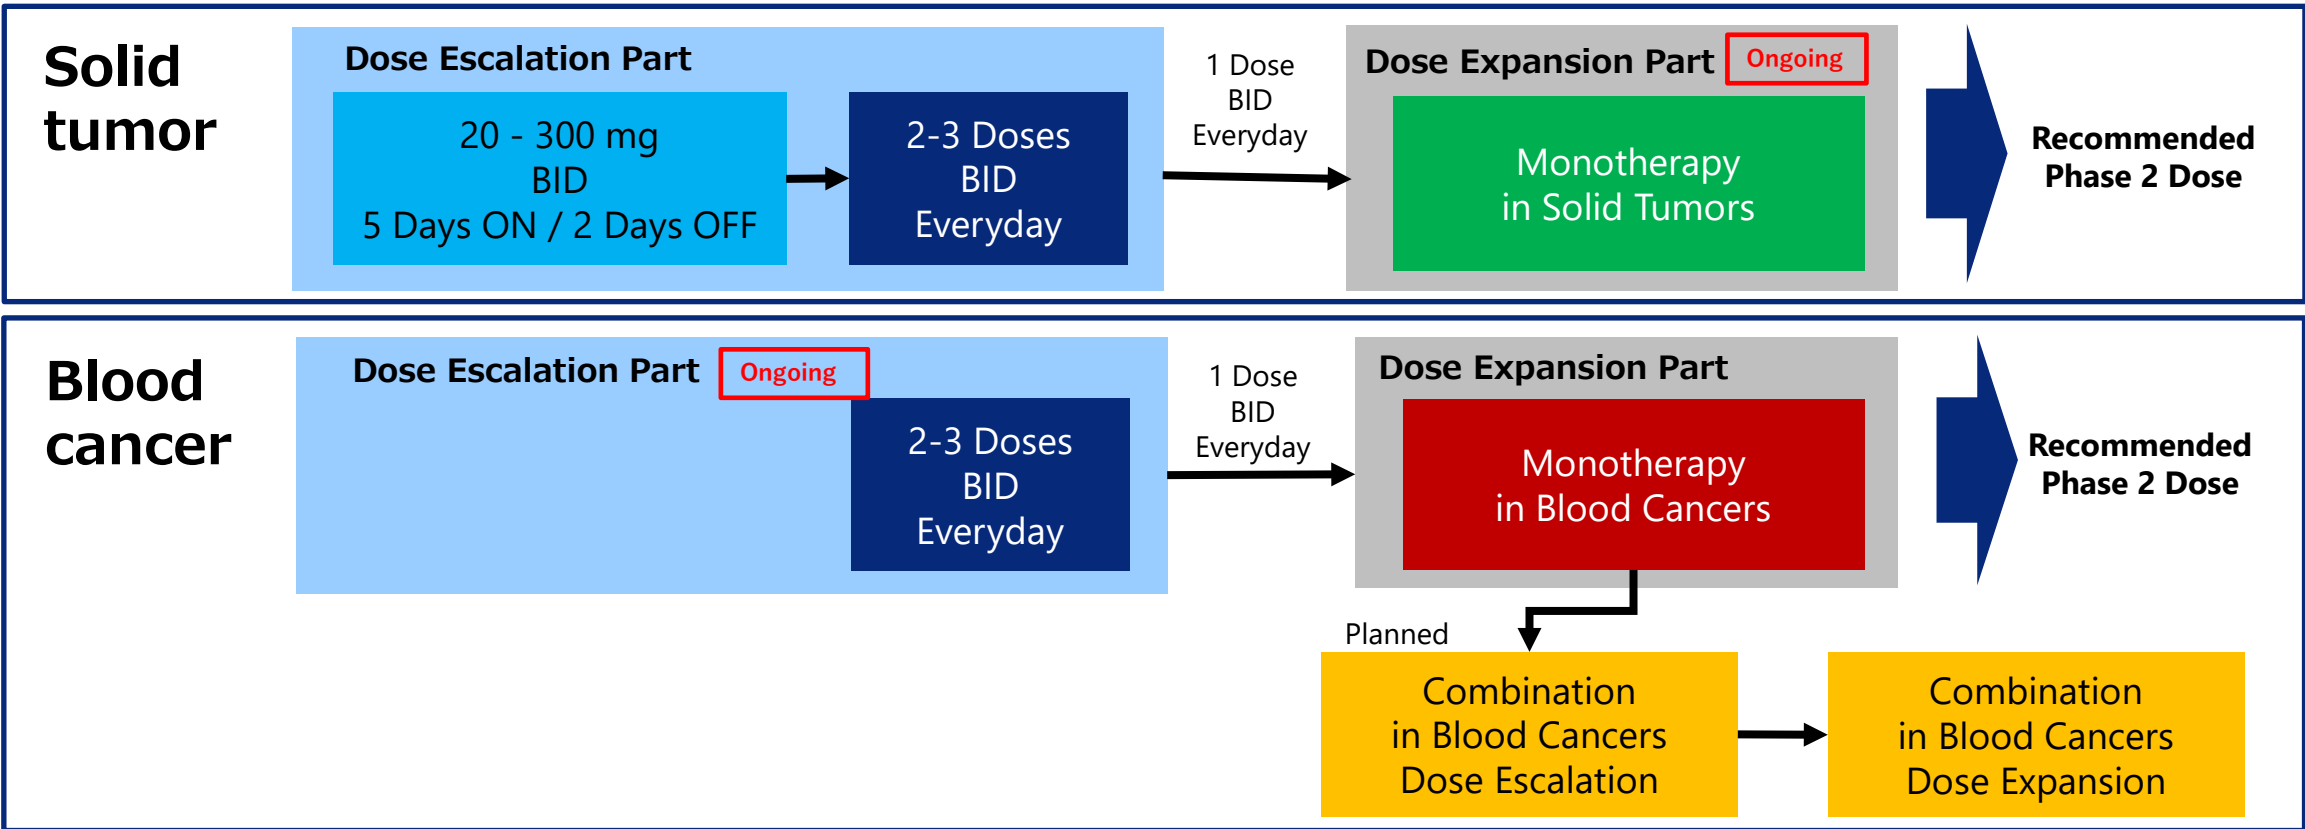 Solid
tumor
Dose Escalation Part
20 - 300 mg
BID
5 Days ON / 2 Days OFF
2-3 Doses
BID
Everyday
1 Dose
BID
Everyday
Dose Expansion Part
Ongoing
Monotherapy
in Solid Tumors
Recommended
Phase 2 Dose
Blood
cancer
Dose Escalation Part
Ongoing
2-3 Doses
BID
Everyday
1 Dose
BID
Everyday
Dose Expansion Part
Monotherapy
in Blood Cancers
Recommended
Phase 2 Dose
Planned
Combination
in Blood Cancers
Dose Escalation
Combination
in Blood Cancers
Dose Expansion